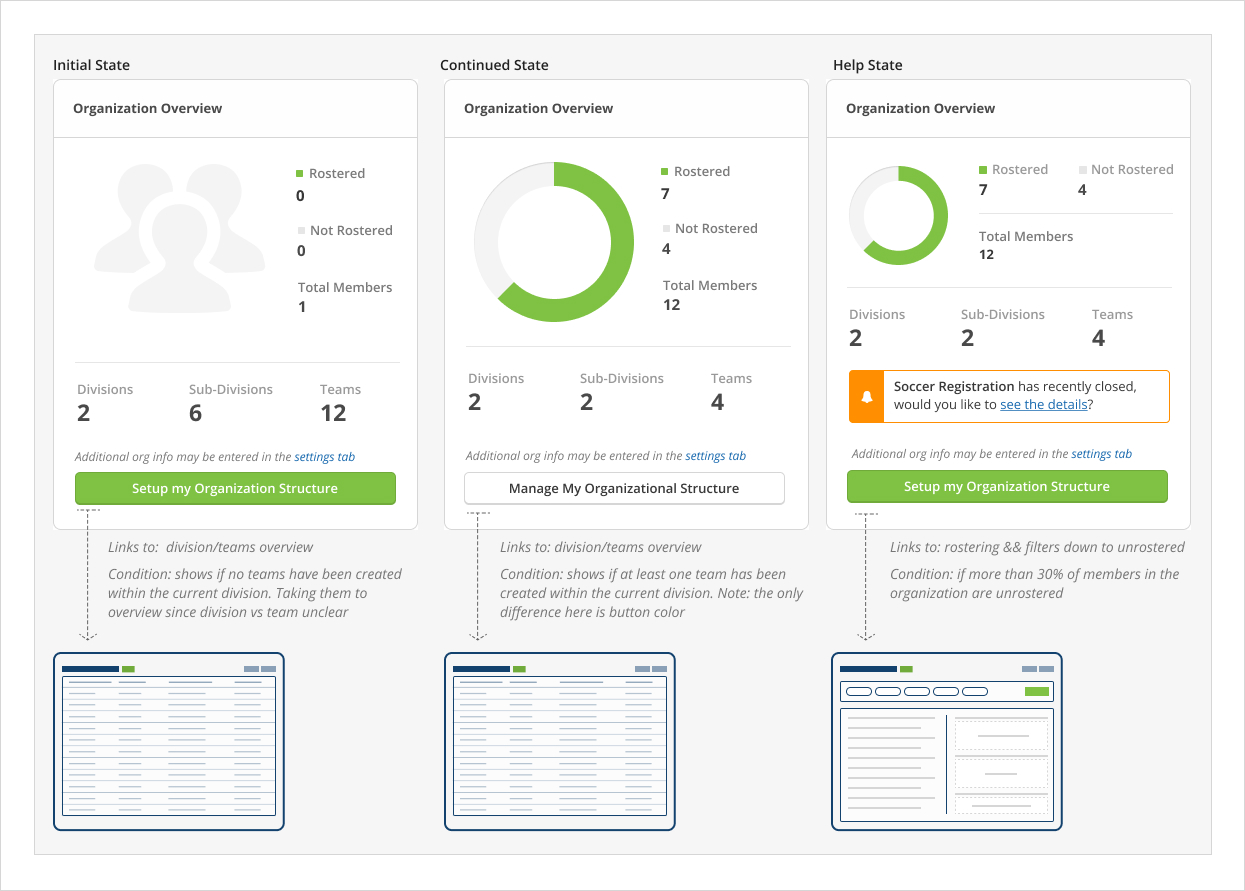 Initial State
Organization Overview
Rostered
0
Not Rostered
0
Total Members
1
Divisions
2
Sub-Divisions
6
Teams
12
Additional org info may be entered in the settings tab
Setup my Organization Structure
Links to:  division/teams overview
Condition: shows if no teams have been created
within the current division. Taking them to
overview since division vs team unclear
Continued State
Organization Overview
Rostered
7
Not Rostered
4
Total Members
12
Divisions
2
Sub-Divisions
2
Teams
4
Additional org info may be entered in the settings tab
Manage My Organizational Structure
Links to: division/teams overview
Condition: shows if at least one team has been
created within the current division. Note: the only
difference here is button color
Help State
Organization Overview
Rostered
7
Not Rostered
4
Total Members
12
Divisions
2
Sub-Divisions
2
Teams
4
Soccer Registration has recently closed,
would you like to see the details?
Additional org info may be entered in the settings tab
Setup my Organization Structure
Links to: rostering && filters down to unrostered
Condition: if more than 30% of members in the
organization are unrostered